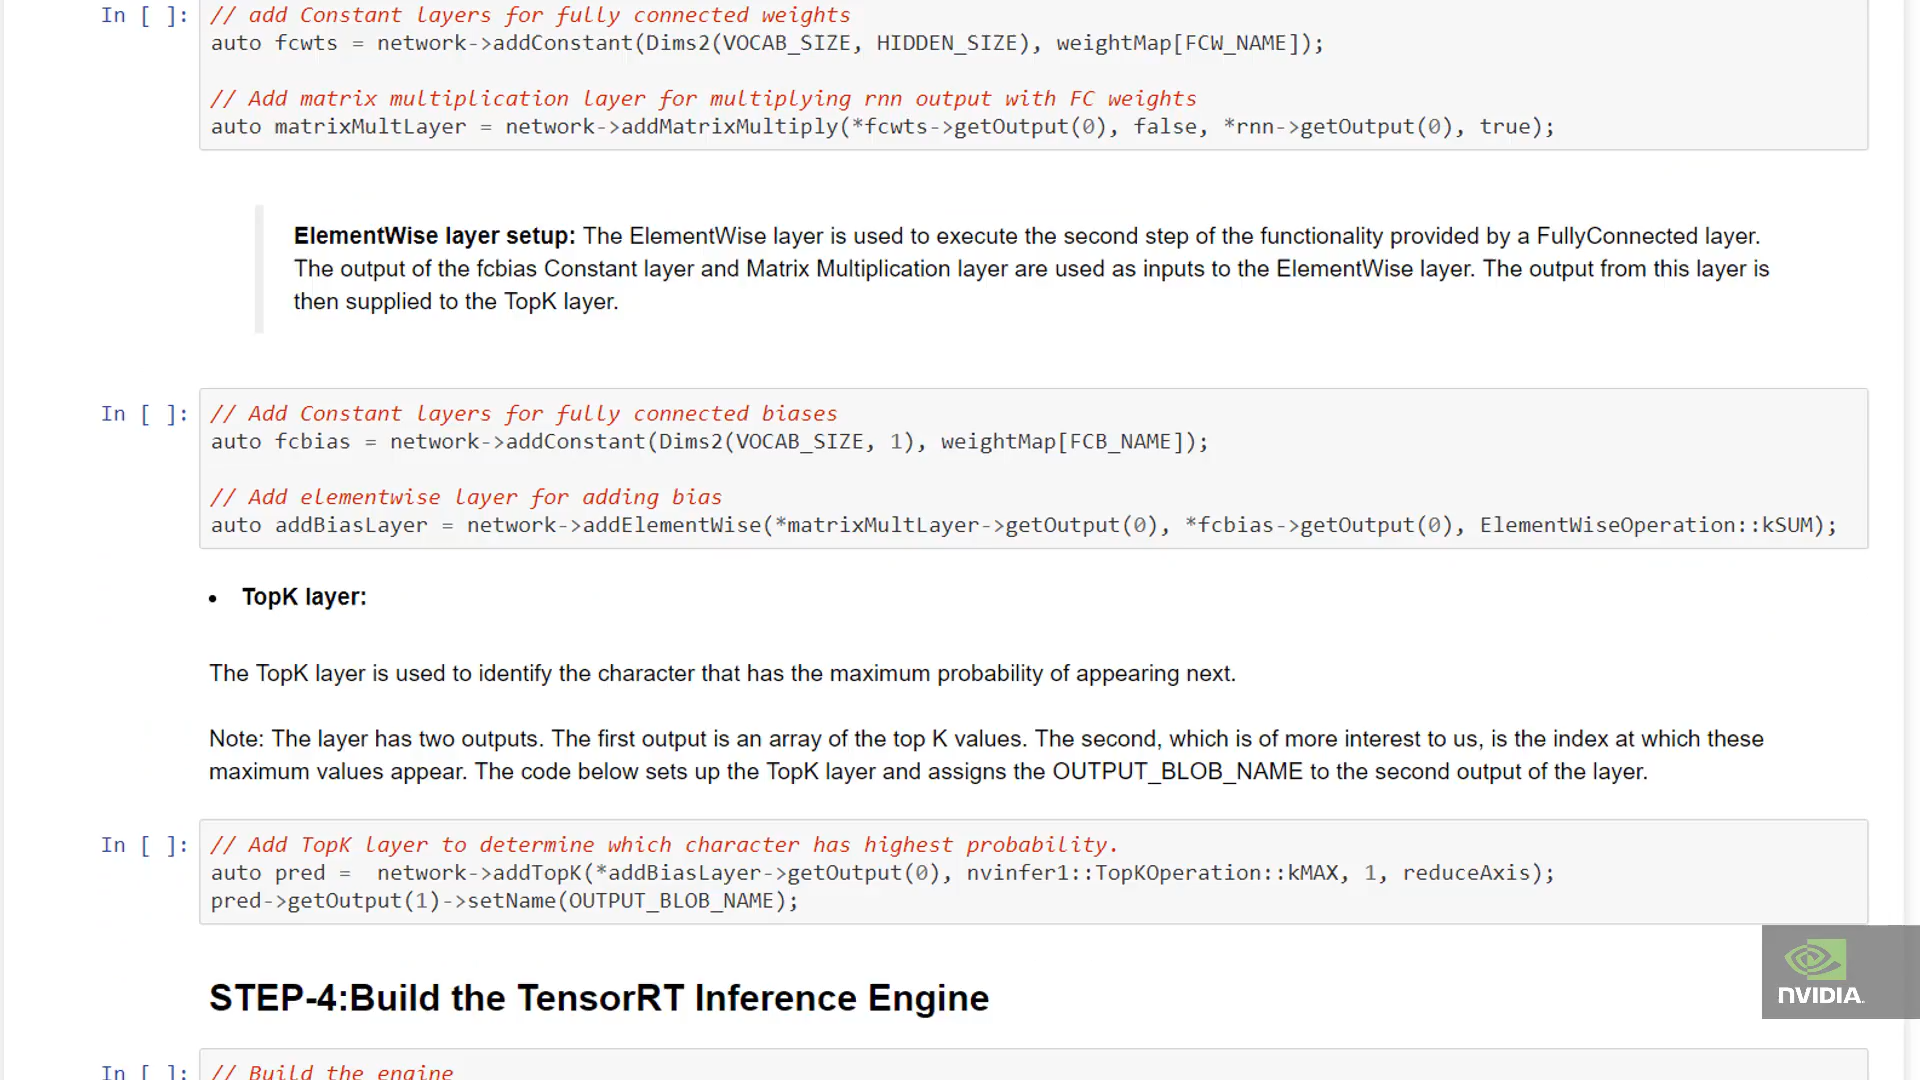 In [ ]: // add Constant layers for fully connected weights
auto fcwts = network->addConstant(Dims2(VOCAB_SIZE, HIDDEN_SIZE), weightMap[FCW_NAME]);
// Add matrix multiplication layer for multiplying rnn output with FC weights
auto matrixMultLayer = network->addMatrixMultiply(*fcwts->getOutput(0), false, *rnn->getOutput(0), true);
ElementWise layer setup: The ElementWise layer is used to execute the second step of the functionality provided by a FullyConnected layer.
The output of the fcbias Constant layer and Matrix Multiplication layer are used as inputs to the ElementWise layer. The output from this layer is
then supplied to the TopK layer.
In [ ]: // Add Constant layers for fully connected biases
auto fcbias = network->addConstant(Dims2(VOCAB_SIZE, 1), weightMap[FCB_NAME]);
// Add elementwise layer for adding bias
auto addBiasLayer = network->addElementWise(*matrixMultLayer->getOutput(0), *fcbias->getOutput(0), ElementWiseOperation::kSUM);
• TopK layer:
The TopK layer is used to identify the character that has the maximum probability of appearing next.
Note: The layer has two outputs. The first output is an array of the top K values. The second, which is of more interest to us, is the index at which these
maximum values appear. The code below sets up the TopK layer and assigns the OUTPUT_BLOB_NAME to the second output of the layer.
In [ ]: // Add TopK layer to determine which character has highest probability.
auto pred =  network->addTopK(*addBiasLayer->getOutput(0), nvinfer1::TopKOperation::kMAX, 1, reduceAxis);
pred->getOutput(1)->setName(OUTPUT_BLOB_NAME);
NVIDIA.
STEP-4:Build the TensorRT Inference Engine
In [ ]: // Build the engine